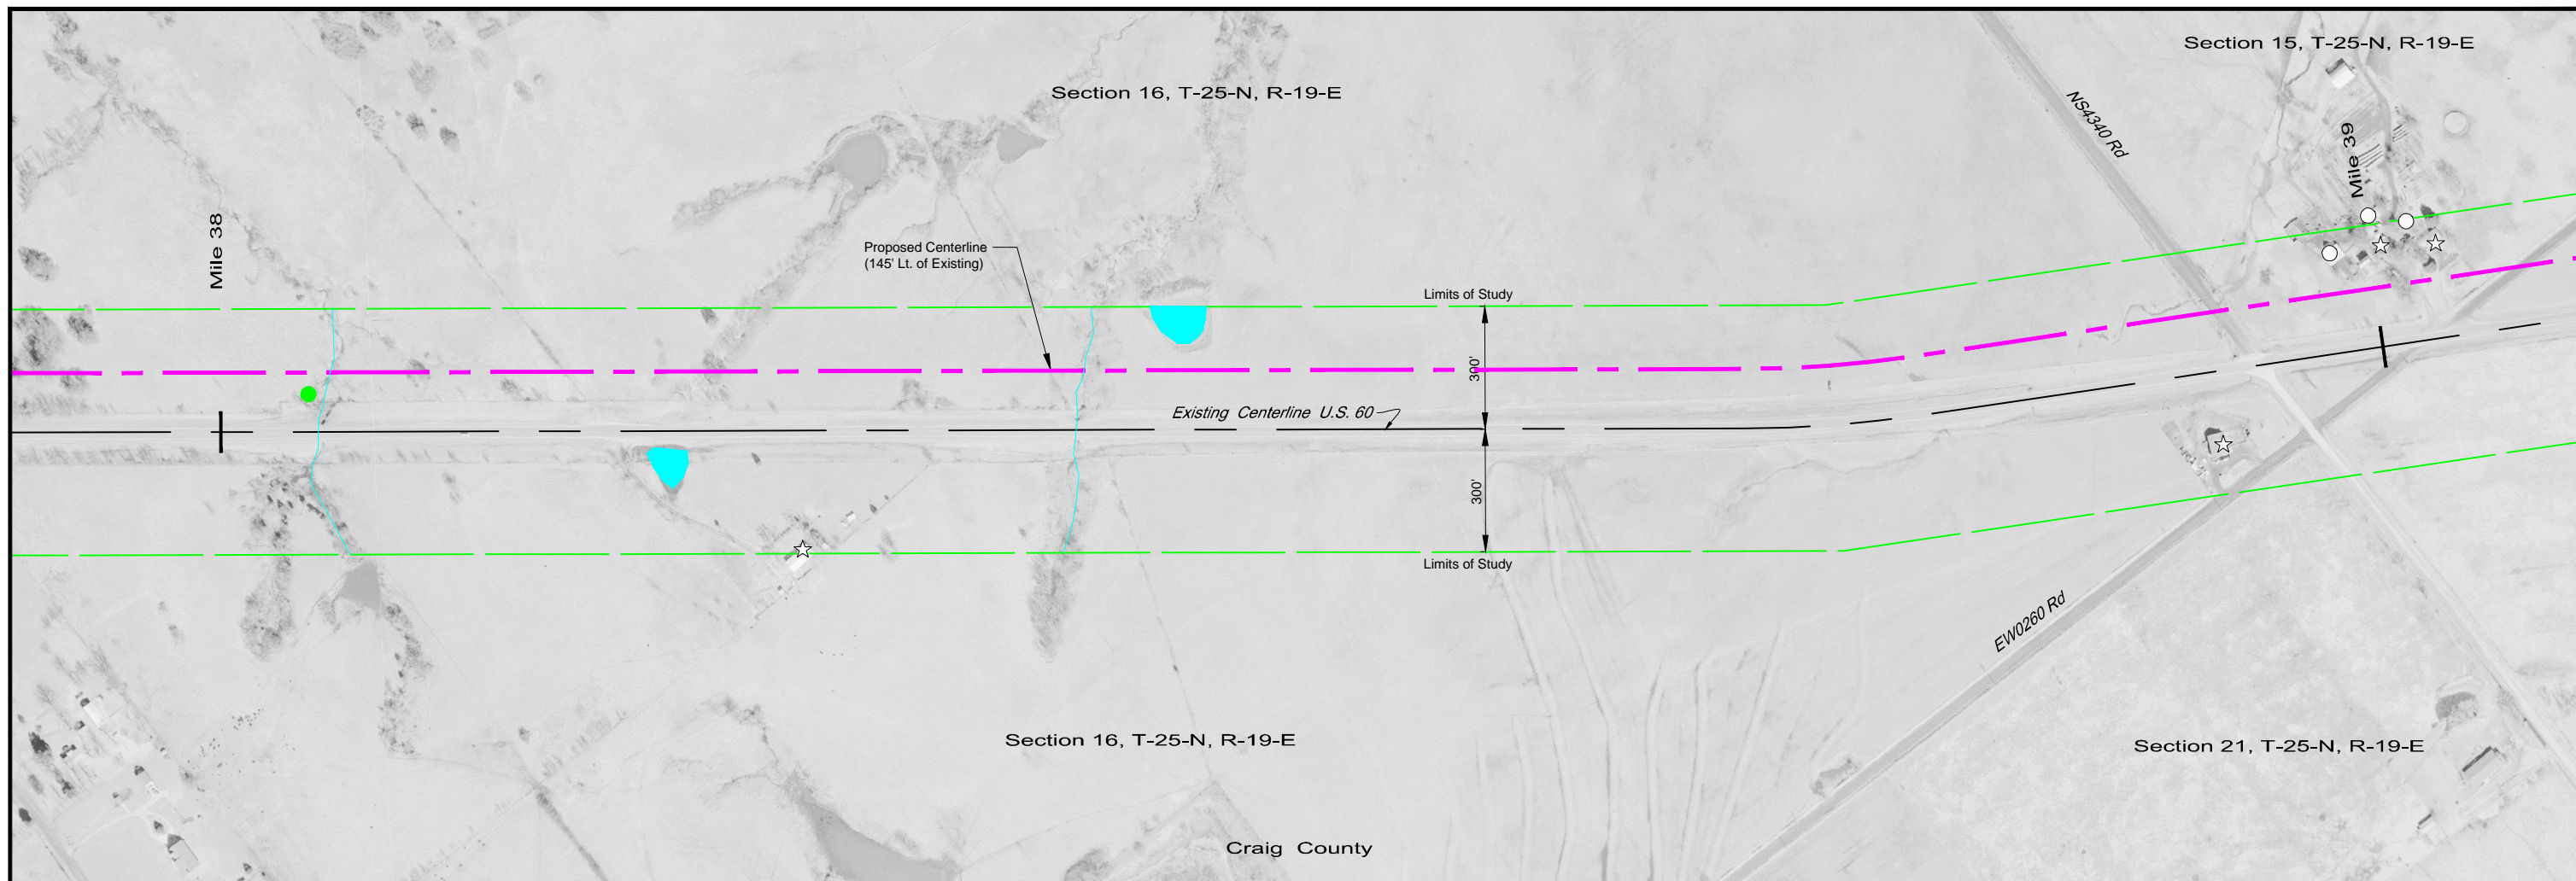 Section 15, T-25-N, R-19-E
Section 16, T-25-N, R-19-E
NS4340 Rd
Mile 39
Mile 38
Proposed Centerline
(145' Lt. of Existing)
Limits of Study
300'
Existing Centerline U.S. 60
300'
Limits of Study
EW0260 Rd
Section 16, T-25-N, R-19-E
Section 21, T-25-N, R-19-E
Craig County